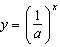 y = (1/a)^x